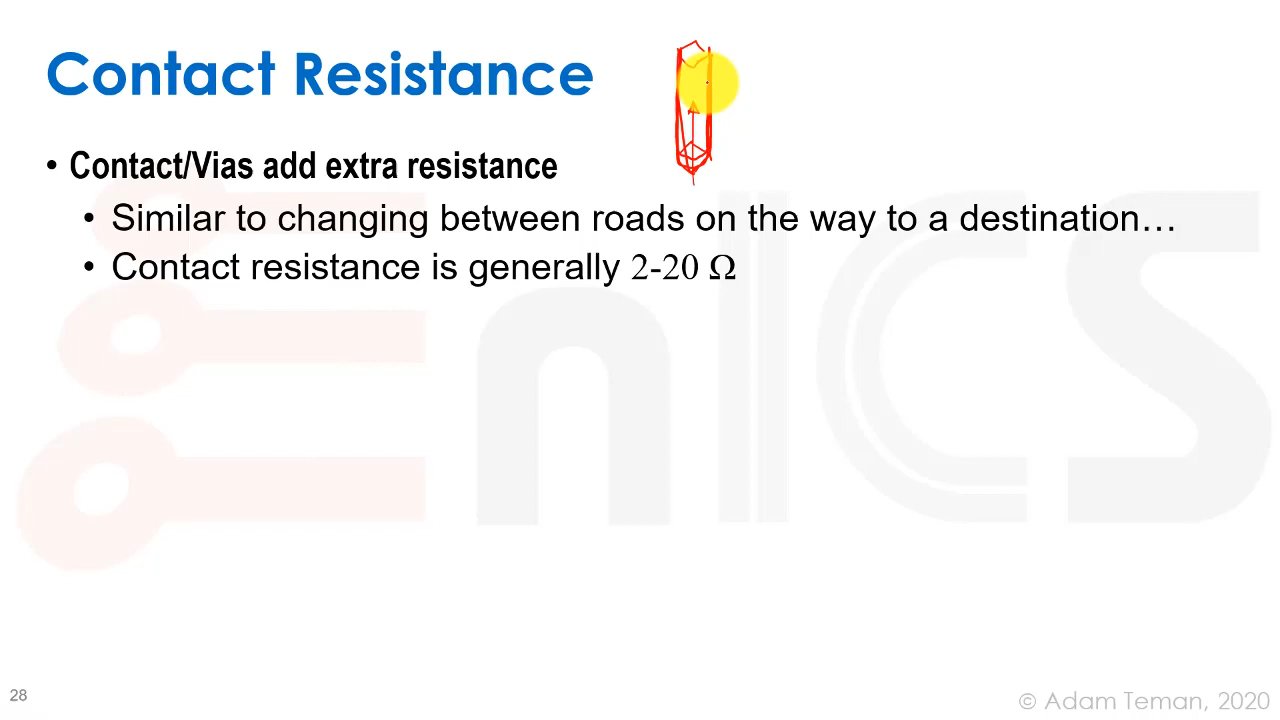 Contact Resistance
• Contact/Vias add extra resistance
• Similar to changing between roads on the way to a destination…
• Contact resistance is generally 2-20 Ω
EnICS
28
© Adam Teman, 2020